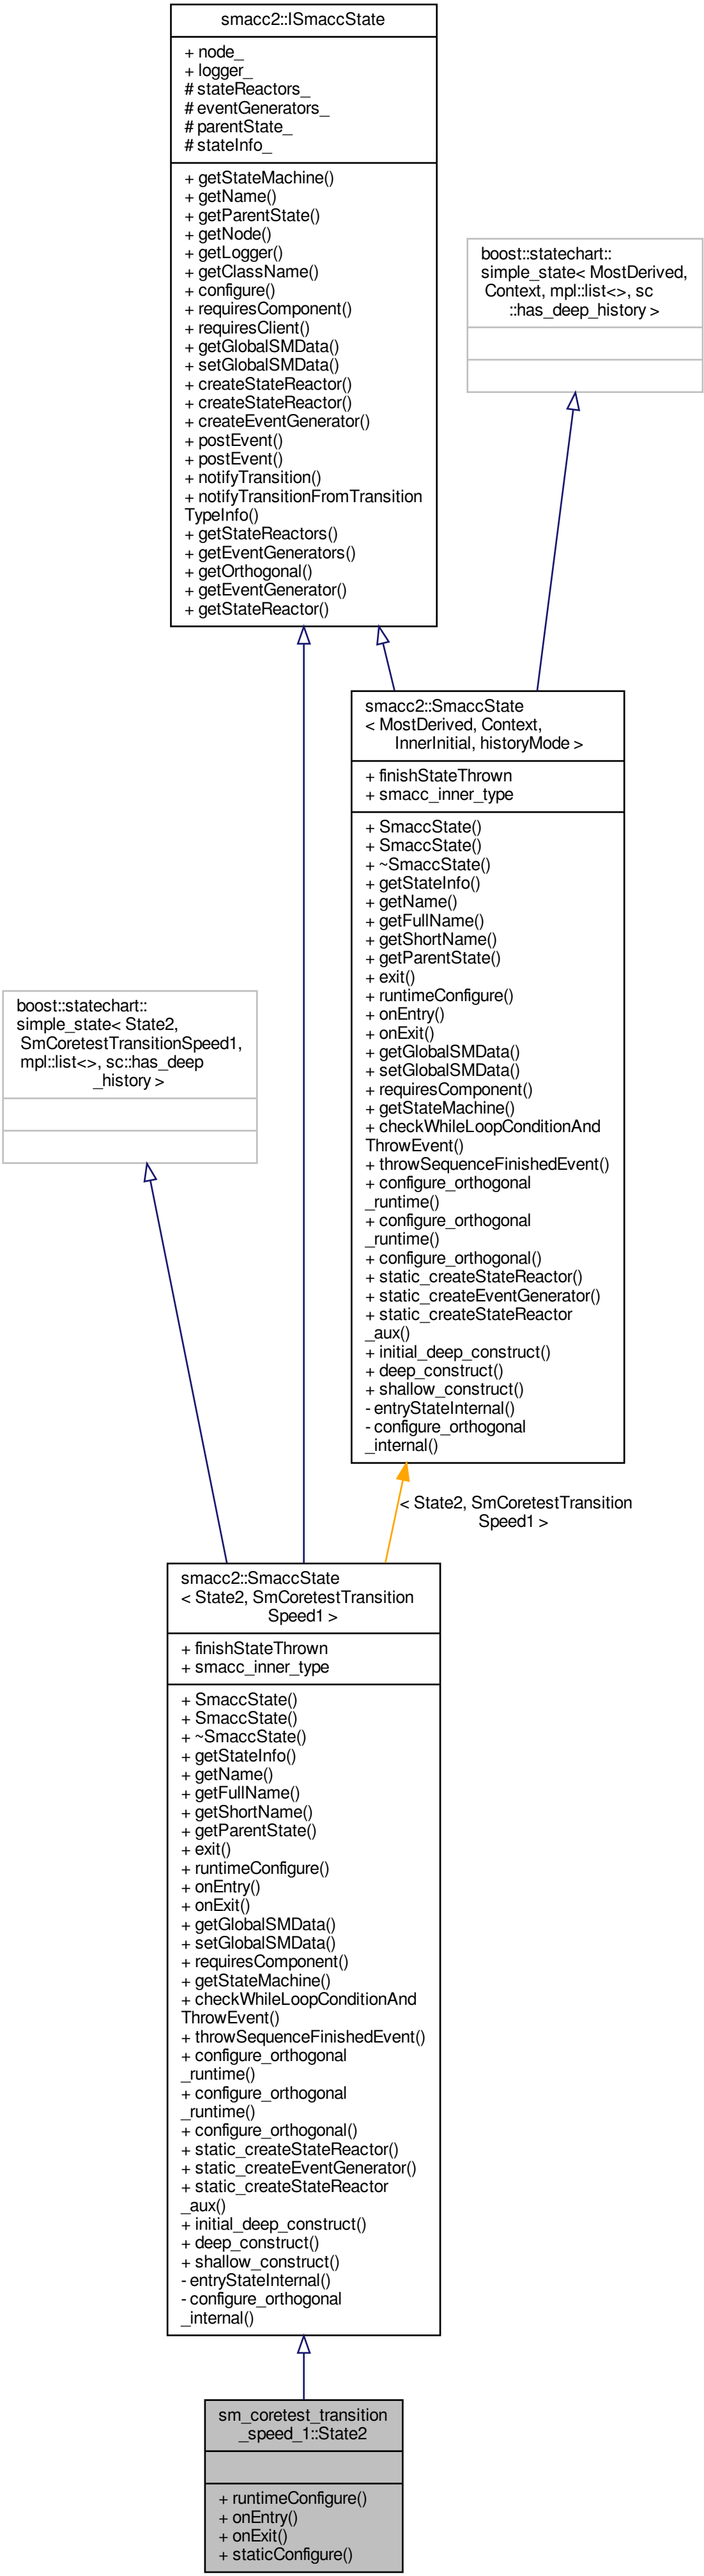 smacc2::ISmaccState
+ node_
+ logger_
# stateReactors_
# eventGenerators_
# parentState_
# stateInfo_
+ getStateMachine()
+ getName()
+ getParentState()
+ getNode()
+ getLogger()
+ getClassName()
+ configure()
+ requiresComponent()
+ requiresClient()
+ getGlobalSMData()
+ setGlobalSMData()
+ createStateReactor()
+ createStateReactor()
+ createEventGenerator()
+ postEvent()
+ postEvent()
+ notifyTransition()
+ notifyTransitionFromTransition
TypeInfo()
+ getStateReactors()
+ getEventGenerators()
+ getOrthogonal()
+ getEventGenerator()
+ getStateReactor()
boost::statechart::
simple_state< MostDerived,
Context, mpl::list<>, sc
::has_deep_history >
smacc2::SmaccState
< MostDerived, Context,
InnerInitial, historyMode >
+ finishStateThrown
+ smacc_inner_type
+ SmaccState()
+ SmaccState()
+ ~SmaccState()
+ getStateInfo()
+ getName()
+ getFullName()
+ getShortName()
+ getParentState()
+ exit()
+ runtimeConfigure()
+ onEntry()
+ onExit()
+ getGlobalSMData()
+ setGlobalSMData()
+ requiresComponent()
+ getStateMachine()
+ checkWhileLoopConditionAnd
ThrowEvent()
+ throwSequenceFinishedEvent()
+ configure_orthogonal
_runtime()
+ configure_orthogonal
_runtime()
+ configure_orthogonal()
+ static_createStateReactor()
+ static_createEventGenerator()
+ static_createStateReactor
_aux()
+ initial_deep_construct()
+ deep_construct()
+ shallow_construct()
- entryStateInternal()
- configure_orthogonal
_internal()
boost::statechart::
simple_state< State2,
SmCoretestTransitionSpeed1,
mpl::list<>, sc::has_deep
_history >
< State2, SmCoretestTransition
Speed1 >
smacc2::SmaccState
< State2, SmCoretestTransition
Speed1 >
+ finishStateThrown
+ smacc_inner_type
+ SmaccState()
+ SmaccState()
+ ~SmaccState()
+ getStateInfo()
+ getName()
+ getFullName()
+ getShortName()
+ getParentState()
+ exit()
+ runtimeConfigure()
+ onEntry()
+ onExit()
+ getGlobalSMData()
+ setGlobalSMData()
+ requiresComponent()
+ getStateMachine()
+ checkWhileLoopConditionAnd
ThrowEvent()
+ throwSequenceFinishedEvent()
+ configure_orthogonal
_runtime()
+ configure_orthogonal
_runtime()
+ configure_orthogonal()
+ static_createStateReactor()
+ static_createEventGenerator()
+ static_createStateReactor
_aux()
+ initial_deep_construct()
+ deep_construct()
+ shallow_construct()
- entryStateInternal()
- configure_orthogonal
_internal()
sm_coretest_transition
_speed_1::State2
+ runtimeConfigure()
+ onEntry()
+ onExit()
+ staticConfigure()